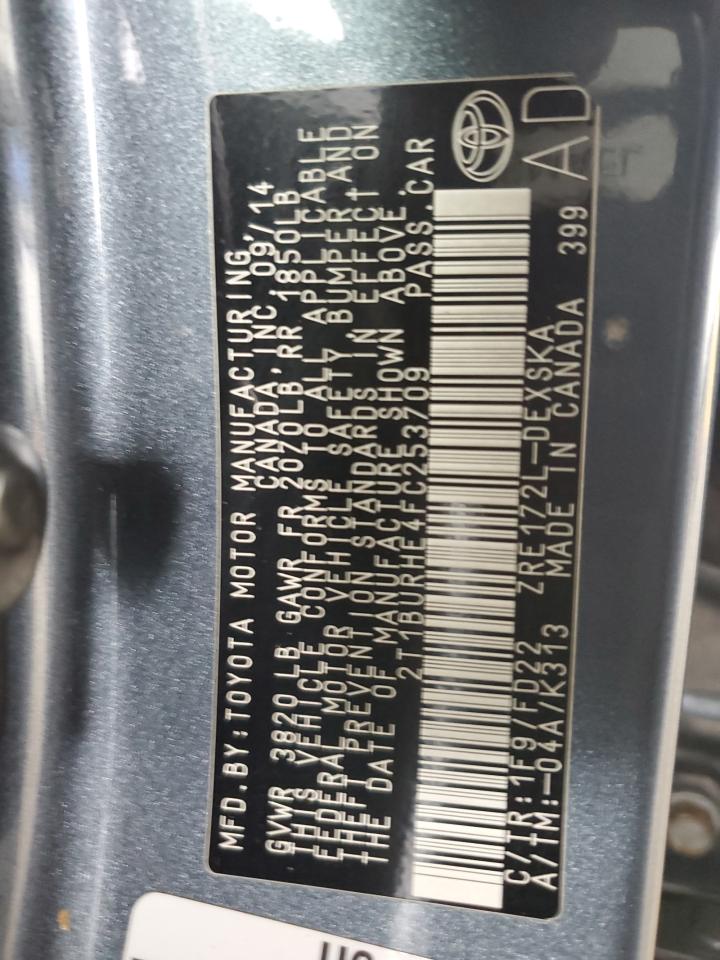 MFD.BY:TOYOTA MOTOR MANUFACTURING,
CANADA,INC. 09/14
GVWR 3820 LB GAWR FR 2070LB,RR 1850LB
THIS VEHICLE CONFORMS TO ALL APPLICABLE
FEDERAL MOTOR VEHICLE SAFETY BUMPER AND
THEFT PREVENTION STANDARDS IN EFFECT ON
THE DATE OF MANUFACTURE SHOWN ABOVE.
2T1BURHE4FC253709 PASS.CAR
C/TR:1F9/FD22 ZRE172L-DEXSKA
A/TM:-04A/K313 MADE IN CANADA 399
AD